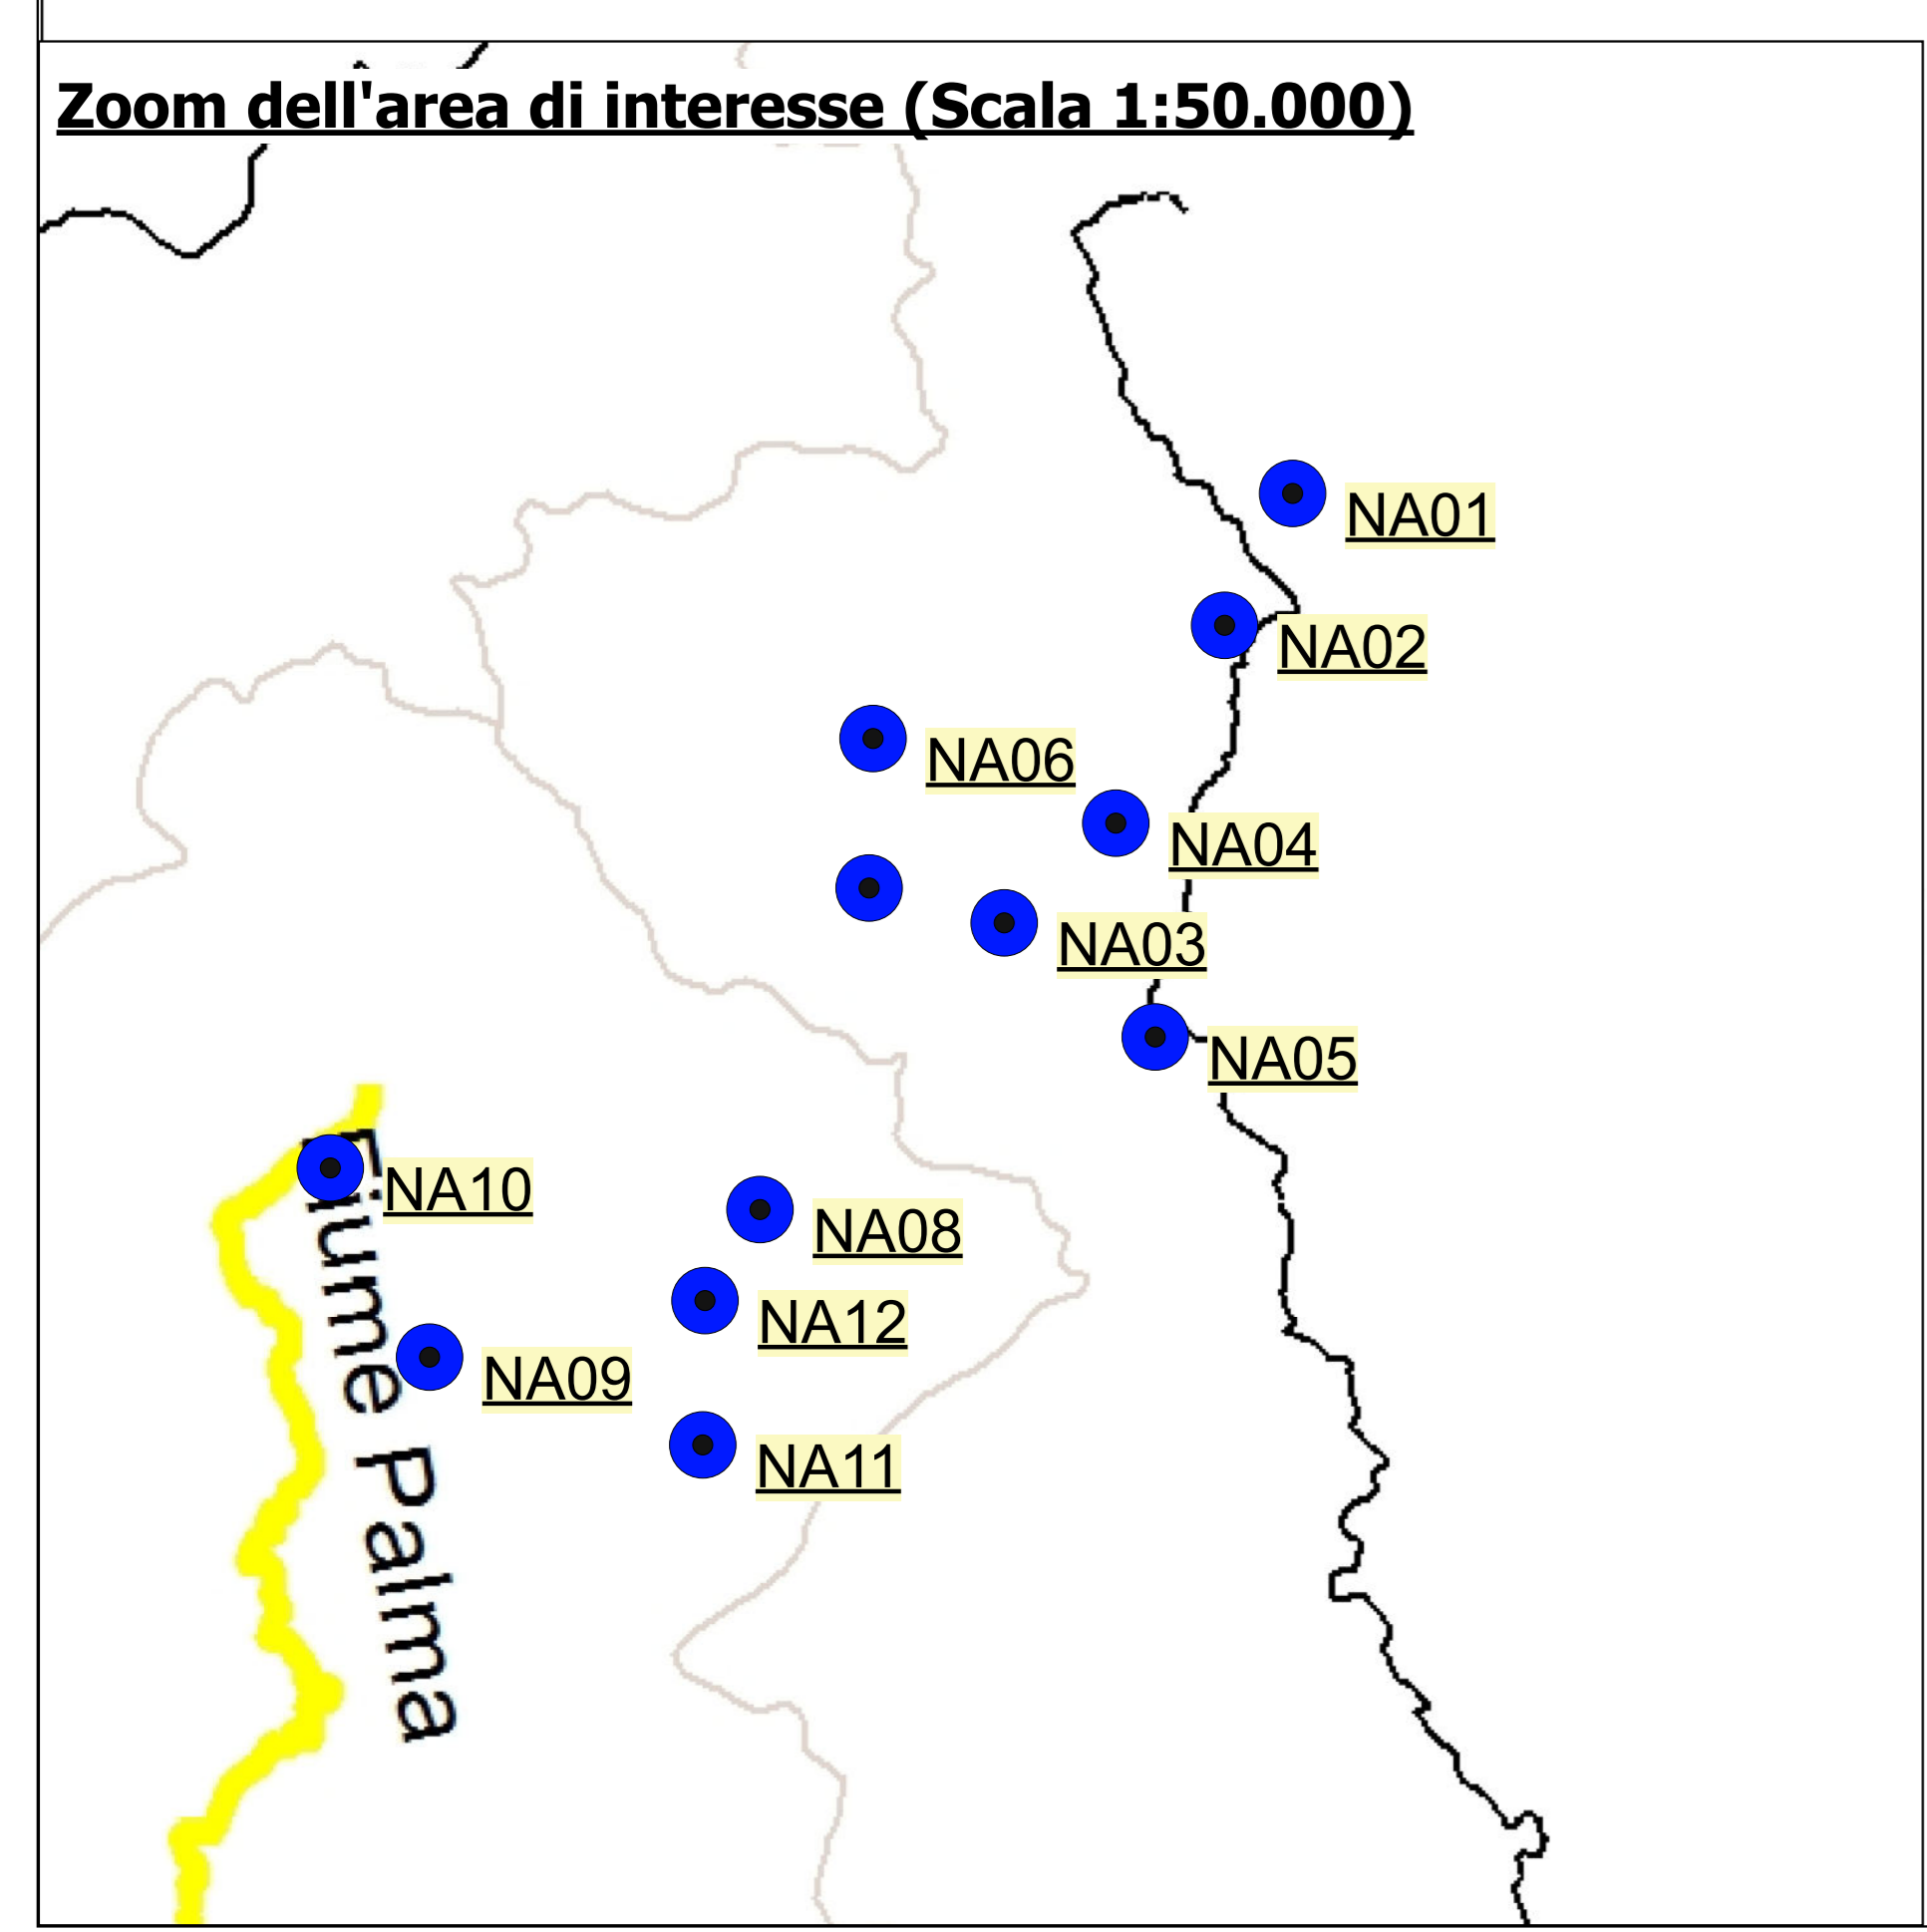 Zoom dell'area di interesse (Scala 1:50.000)
NA01
NA02
NA06
NA04
NA03
NA05
NA10
NA08
NA12
NA09
NA11
Fiume Palma